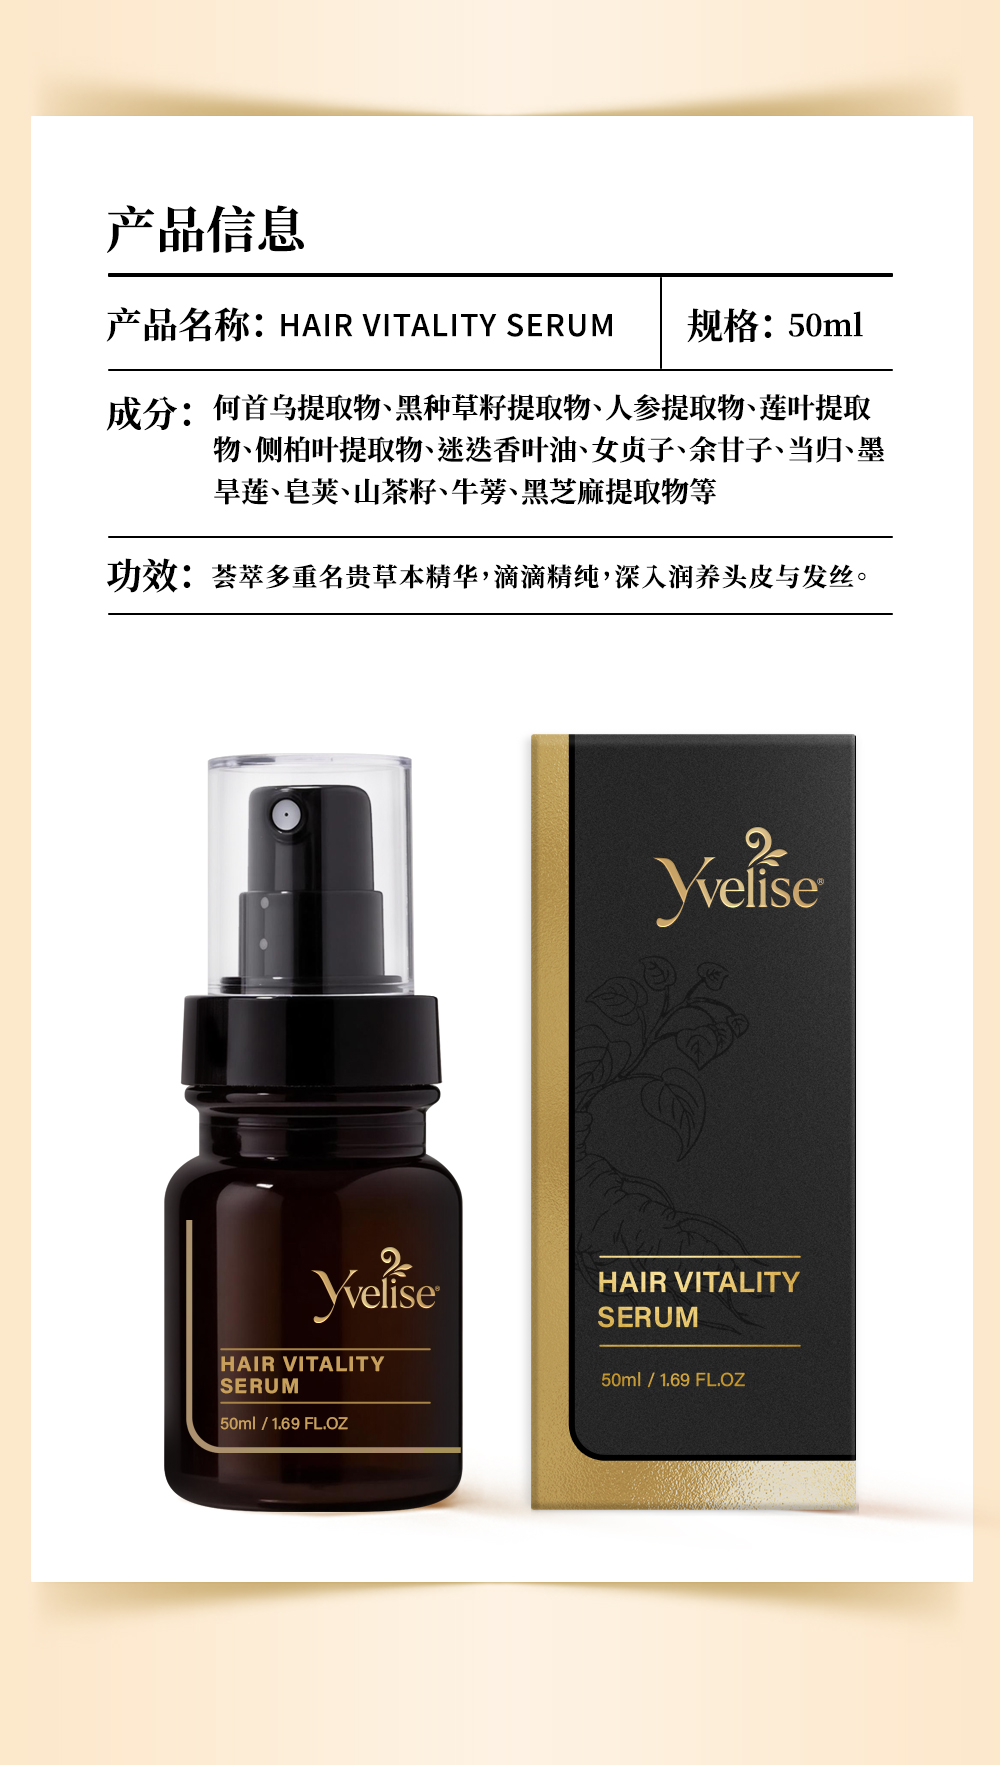 产品信息
产品名称：HAIR VITALITY SERUM
规格：50ml
成分：何首乌提取物、黑种草籽提取物、人参提取物、莲叶提取
物、侧柏叶提取物、迷迭香叶油、女贞子、余甘子、当归、墨
旱莲、皂荚、山茶籽、牛蒡、黑芝麻提取物等
功效：荟萃多重名贵草本精华，滴滴精纯，深入润养头皮与发丝。
Yvelise®
HAIR VITALITY
SERUM
50ml / 1.69 FL.OZ
Yvelise®
HAIR VITALITY
SERUM
50ml / 1.69 FL.OZ